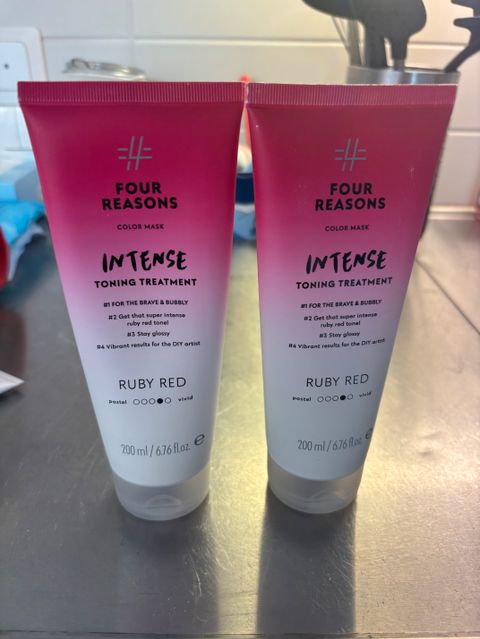 FOUR
REASONS
COLOR MASK
INTENSE
TONING TREATMENT
#1 FOR THE BRAVE & BUBBLY
#2 Get that super intense
ruby red tone!
#3 Stay glossy
#4 Vibrant results for the DIY artist
RUBY RED
pastel vivid
200 ml / 6.76 fl.oz. e
FOUR
REASONS
COLOR MASK
INTENSE
TONING TREATMENT
#1 FOR THE BRAVE & BUBBLY
#2 Get that super intense
ruby red tone!
#3 Stay glossy
#4 Vibrant results for the DIY artist
RUBY RED
pastel vivid
200 ml / 6.76 fl.oz. e